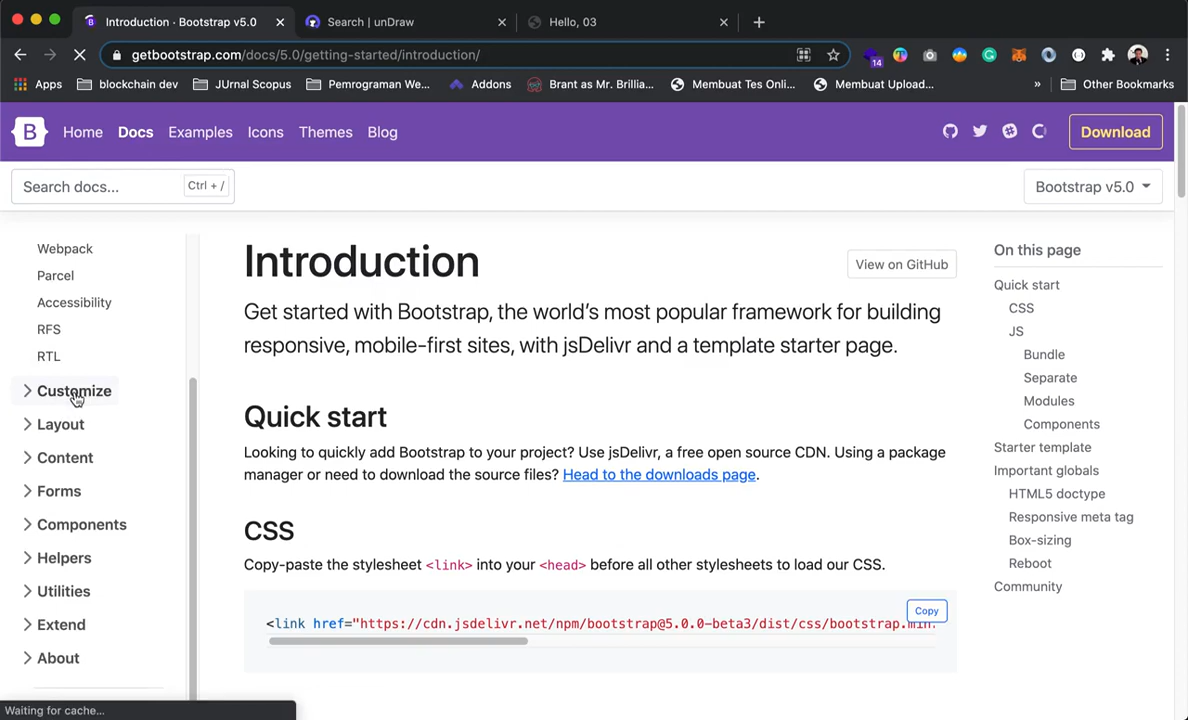 Introduction · Bootstrap v5.0
Search | unDraw
Hello, 03
getbootstrap.com/docs/5.0/getting-started/introduction/
14
Apps
blockchain dev
JUrnal Scopus
Pemrograman We...
Addons
Brant as Mr. Brillia...
Membuat Tes Onli...
Membuat Upload...
»
Other Bookmarks
B
Home
Docs
Examples
Icons
Themes
Blog
Download
Search docs...
Ctrl + /
Bootstrap v5.0
Webpack
Parcel
Accessibility
RFS
RTL
Customize
Layout
Content
Forms
Components
Helpers
Utilities
Extend
About
Introduction
View on GitHub
Get started with Bootstrap, the world’s most popular framework for building
responsive, mobile-first sites, with jsDelivr and a template starter page.
Quick start
Looking to quickly add Bootstrap to your project? Use jsDelivr, a free open source CDN. Using a package
manager or need to download the source files? Head to the downloads page.
CSS
Copy-paste the stylesheet <link> into your <head> before all other stylesheets to load our CSS.
Copy
<link href="https://cdn.jsdelivr.net/npm/bootstrap@5.0.0-beta3/dist/css/bootstrap.min.
On this page
Quick start
CSS
JS
Bundle
Separate
Modules
Components
Starter template
Important globals
HTML5 doctype
Responsive meta tag
Box-sizing
Reboot
Community
Waiting for cache...